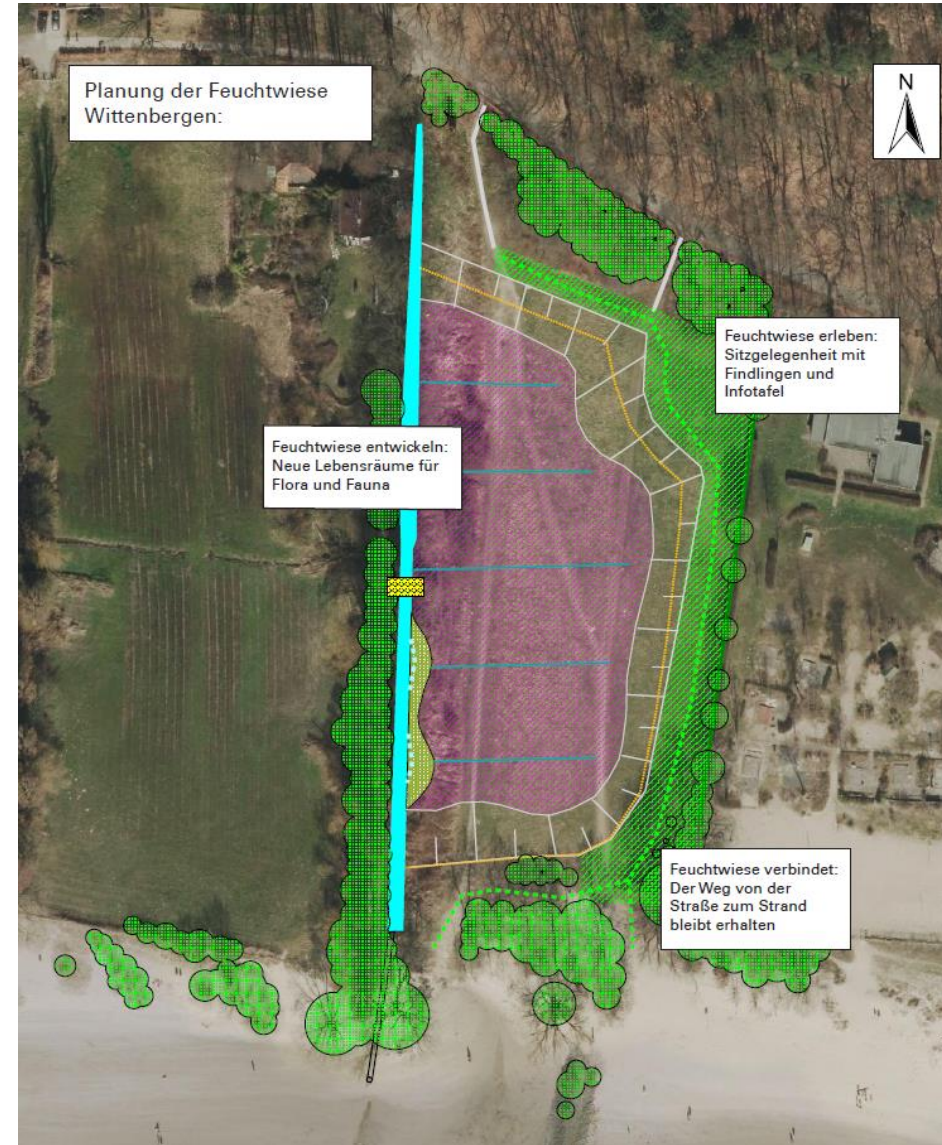 Planung der Feuchtwiese
Wittenbergen:
N
Feuchtwiese erleben:
Sitzgelegenheit mit
Findlingen und
Infotafel
Feuchtwiese entwickeln:
Neue Lebensräume für
Flora und Fauna
Feuchtwiese verbindet:
Der Weg von der
Straße zum Strand
bleibt erhalten